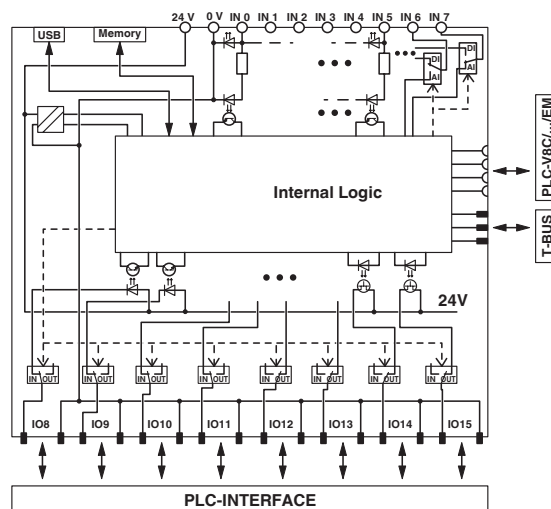 24 V 0 V IN 0 IN 1 IN 2 IN 3 IN 4 IN 5 IN 6 IN 7
USB Memory
DI DI
AI AI
PLC-V8C/.../EM
Internal Logic
T-BUS
24V
IN OUT IN OUT IN OUT IN OUT IN OUT IN OUT IN OUT IN OUT
IO8 IO9 IO10 IO11 IO12 IO13 IO14 IO15
PLC-INTERFACE